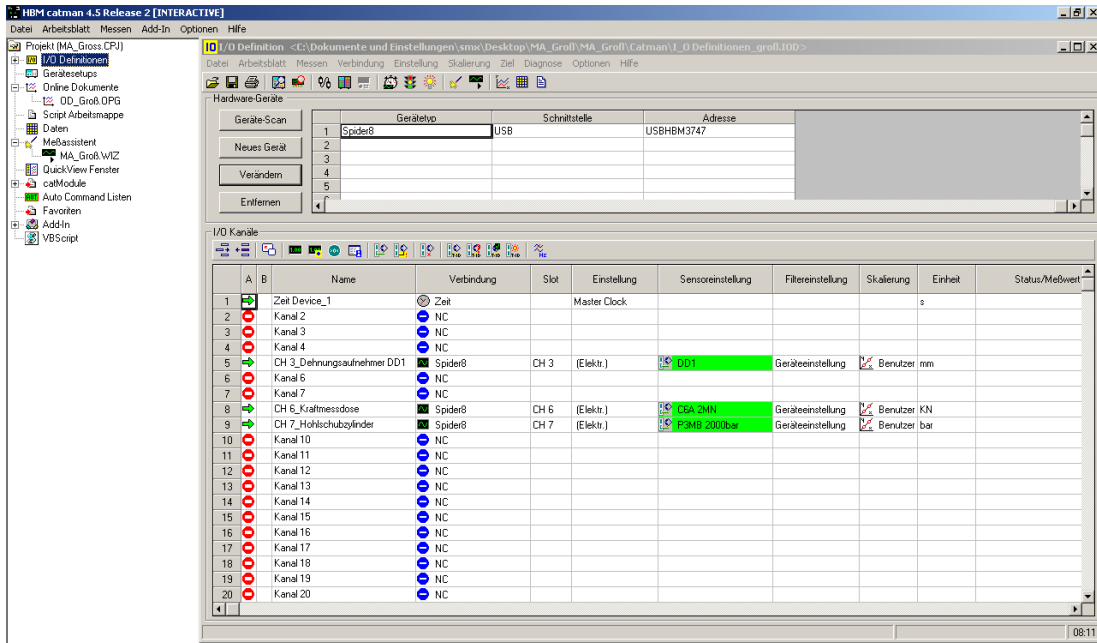 HBM catman 4.5 Release 2 [INTERACTIVE]
Datei Arbeitsblatt Messen Add-In Optionen Hilfe
Projekt (MA_Gross.CPJ)
I/O Definitionen
Gerätesetups
Online Dokumente
OD_Groß.OPG
Script Arbeitsmappe
Daten
Meßassistent
MA_Groß.WIZ
QuickView Fenster
catModule
Auto Command Listen
Favoriten
Add-In
VBScript
I/O Definition <C:\Dokumente und Einstellungen\smx\Desktop\MA_Groß\MA_Groß\Catman\I_O Definitionen_groß.IOD>
Datei Arbeitsblatt Messen Verbindung Einstellung Skalierung Ziel Diagnose Optionen Hilfe
Hardware-Geräte
Geräte-Scan
Neues Gerät
Verändern
Entfernen
Gerätetyp Schnittstelle Adresse
1 Spider8 USB USBHBM3747
2
3
4
5
I/O Kanäle
A B Name Verbindung Slot Einstellung Sensoreinstellung Filtereinstellung Skalierung Einheit Status/Meßwert
1 Zeit Device_1 Zeit Master Clock s
2 Kanal 2 NC
3 Kanal 3 NC
4 Kanal 4 NC
5 CH 3_Dehnungsaufnehmer DD1 Spider8 CH 3 (Elektr.) DD1 Geräteeinstellung Benutzer mm
6 Kanal 6 NC
7 Kanal 7 NC
8 CH 6_Kraftmessdose Spider8 CH 6 (Elektr.) C6A 2MN Geräteeinstellung Benutzer KN
9 CH 7_Hohlschubzylinder Spider8 CH 7 (Elektr.) P3MB 2000bar Geräteeinstellung Benutzer bar
10 Kanal 10 NC
11 Kanal 11 NC
12 Kanal 12 NC
13 Kanal 13 NC
14 Kanal 14 NC
15 Kanal 15 NC
16 Kanal 16 NC
17 Kanal 17 NC
18 Kanal 18 NC
19 Kanal 19 NC
20 Kanal 20 NC
08:11